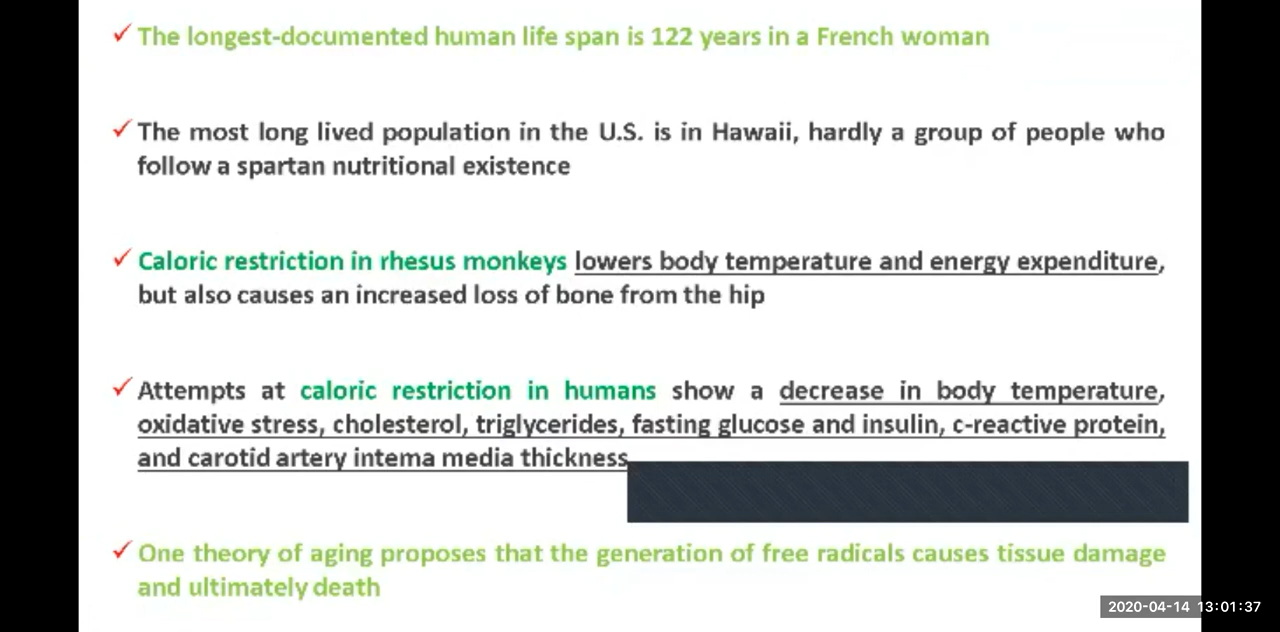 ✓ The longest-documented human life span is 122 years in a French woman
✓ The most long lived population in the U.S. is in Hawaii, hardly a group of people who
follow a spartan nutritional existence
✓ Caloric restriction in rhesus monkeys lowers body temperature and energy expenditure,
but also causes an increased loss of bone from the hip
✓ Attempts at caloric restriction in humans show a decrease in body temperature,
oxidative stress, cholesterol, triglycerides, fasting glucose and insulin, c-reactive protein,
and carotid artery intema media thickness
✓ One theory of aging proposes that the generation of free radicals causes tissue damage
and ultimately death
2020-04-14 13:01:37